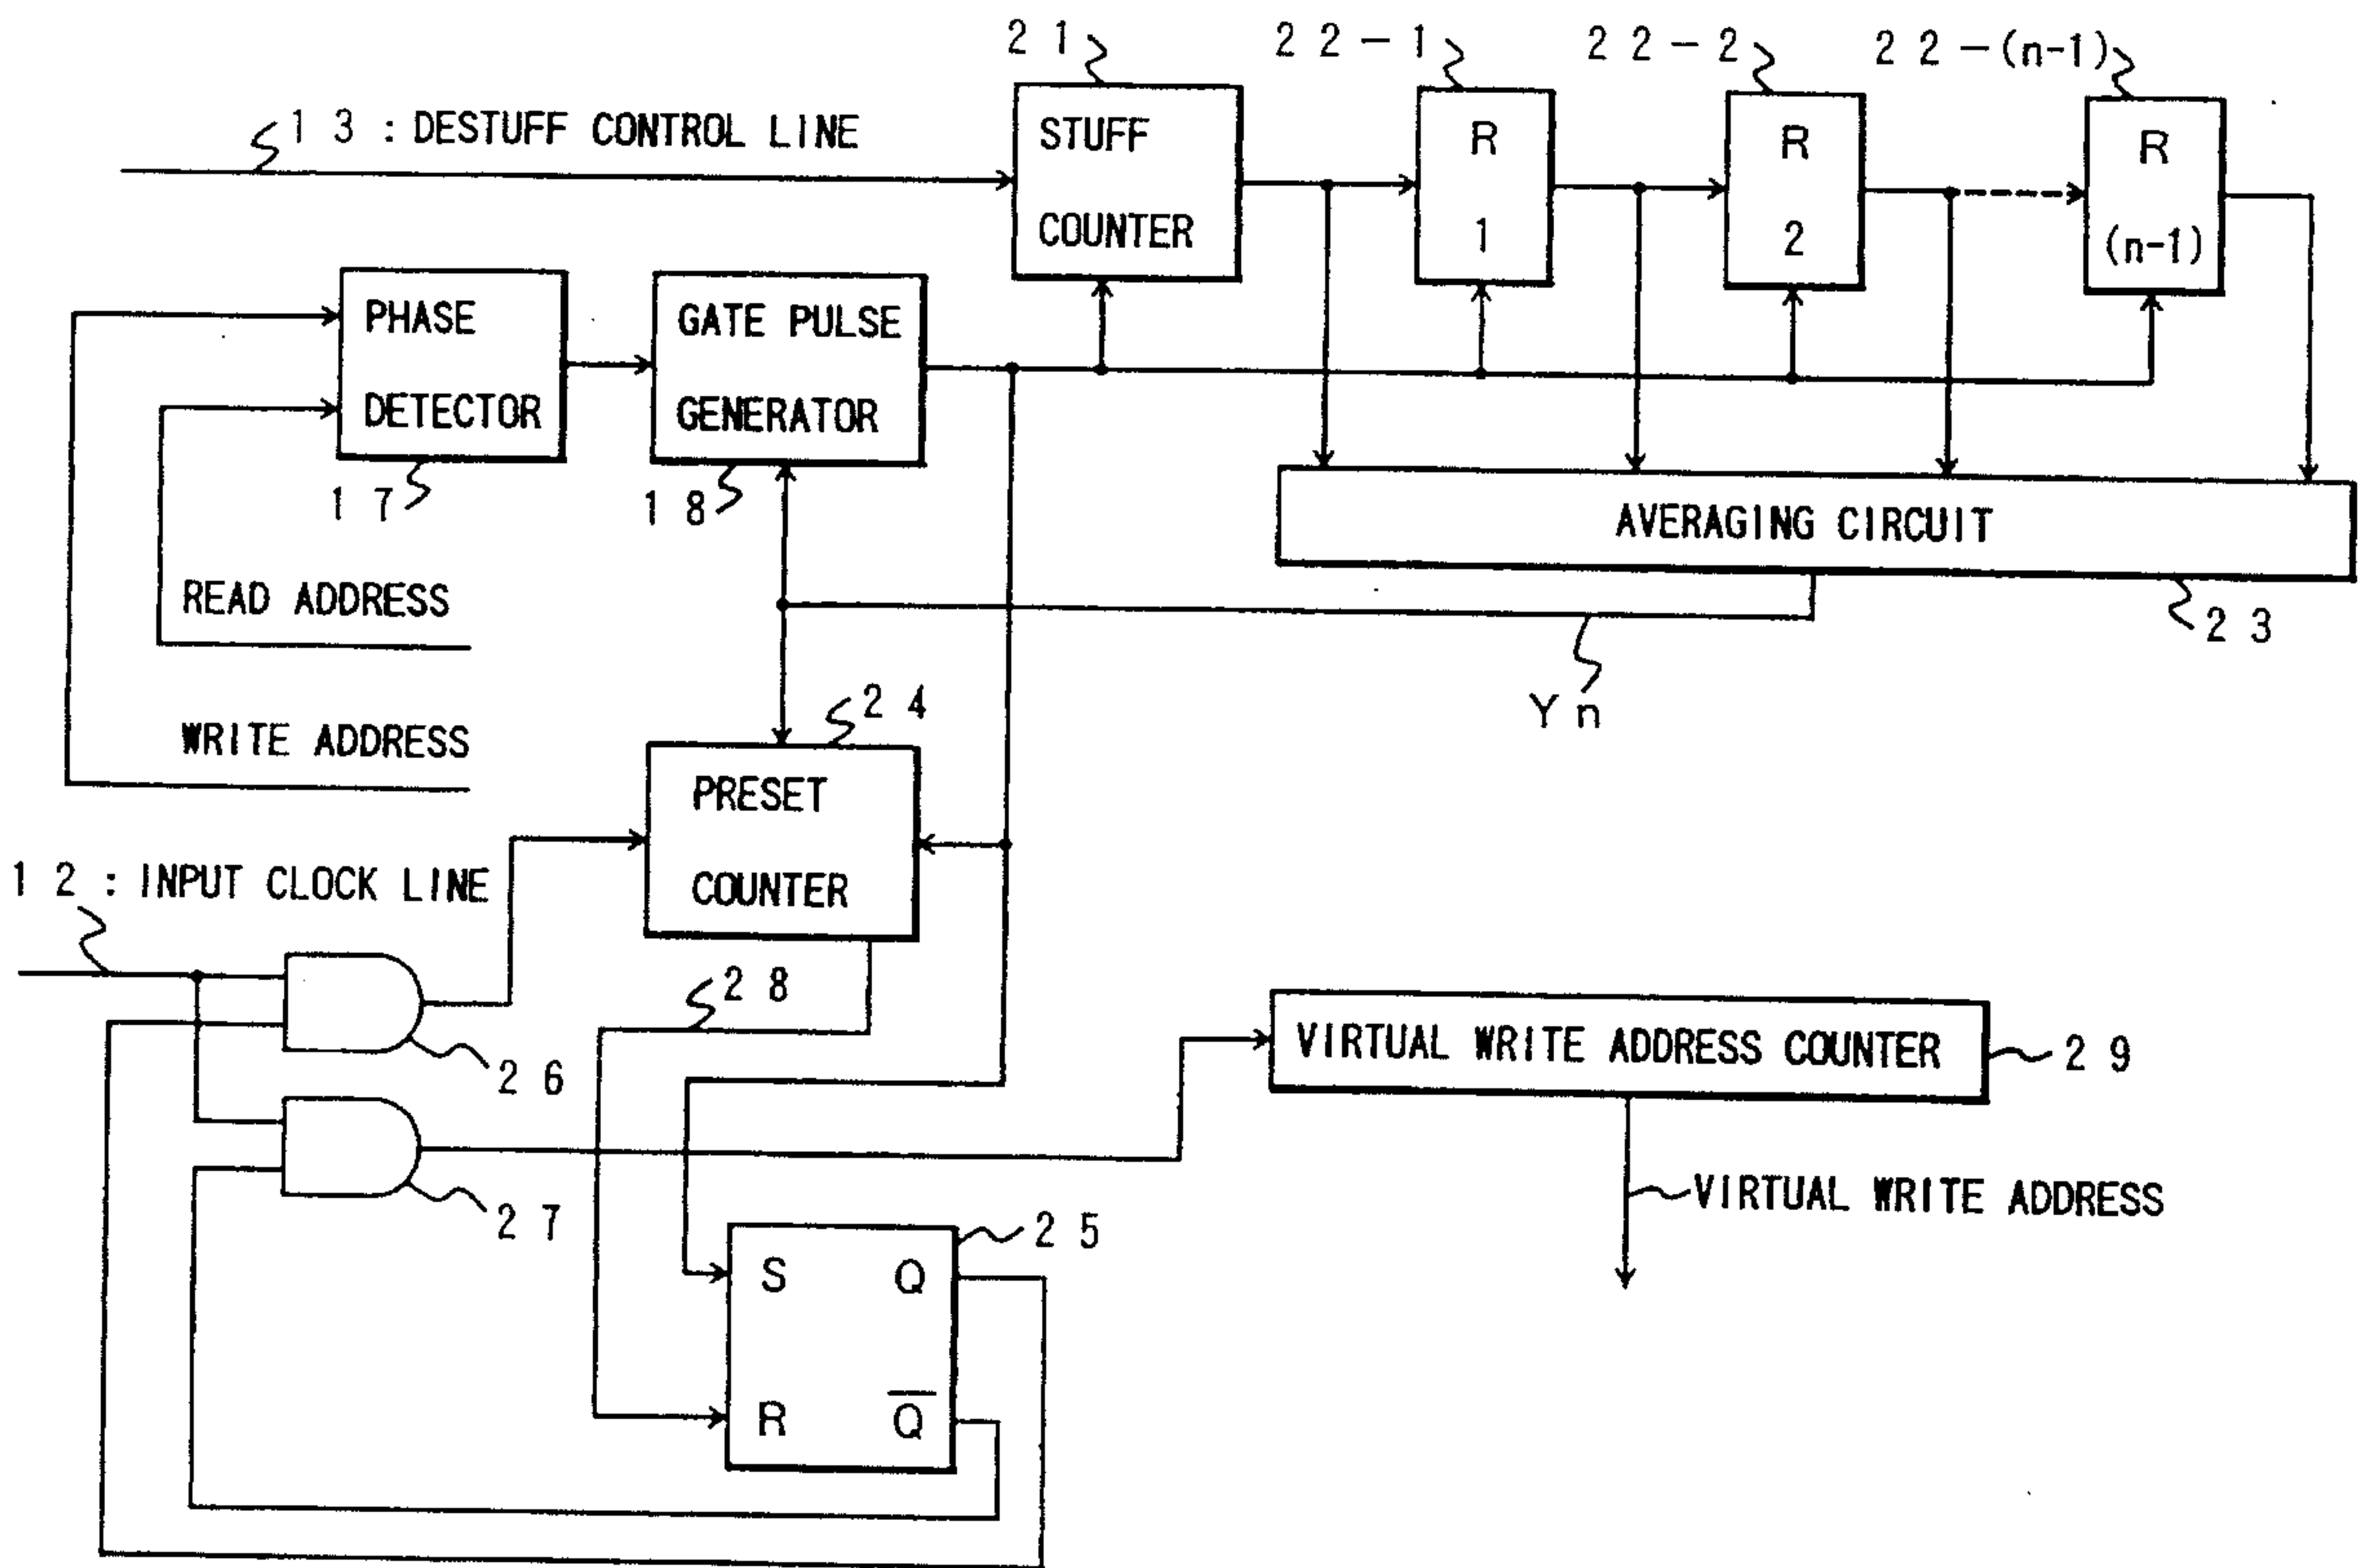 2 1
2 2 - 1
2 2 - 2
2 2 - (n-1)
1 3 : DESTUFF CONTROL LINE
STUFF
COUNTER
R
1
R
2
R
(n-1)
PHASE
DETECTOR
1 7
GATE PULSE
GENERATOR
1 8
AVERAGING CIRCUIT
2 3
READ ADDRESS
Y n
WRITE ADDRESS
2 4
PRESET
COUNTER
1 2 : INPUT CLOCK LINE
2 8
2 6
VIRTUAL WRITE ADDRESS COUNTER
2 9
2 7
VIRTUAL WRITE ADDRESS
2 5
S Q
R Q̅